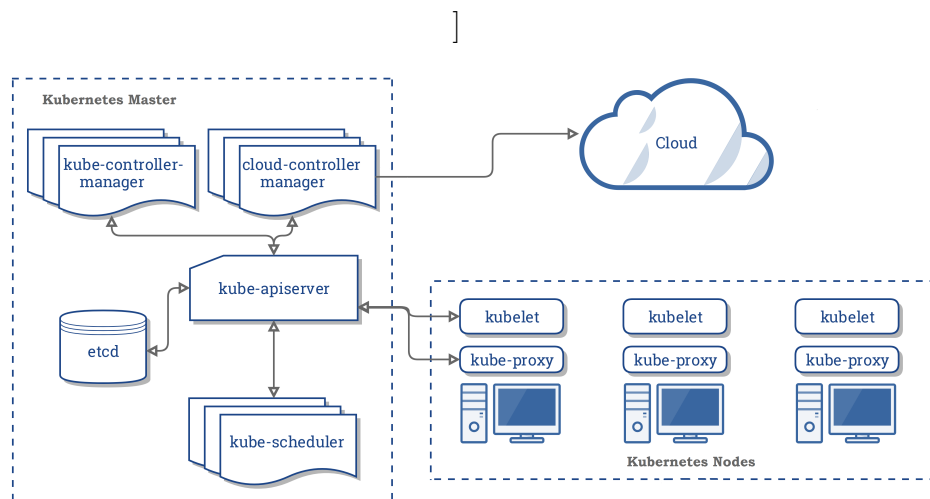 ]
Kubernetes Master
kube-controller-
manager
cloud-controller
manager
Cloud
kube-apiserver
etcd
kube-scheduler
kubelet
kubelet
kubelet
kube-proxy
kube-proxy
kube-proxy
Kubernetes Nodes